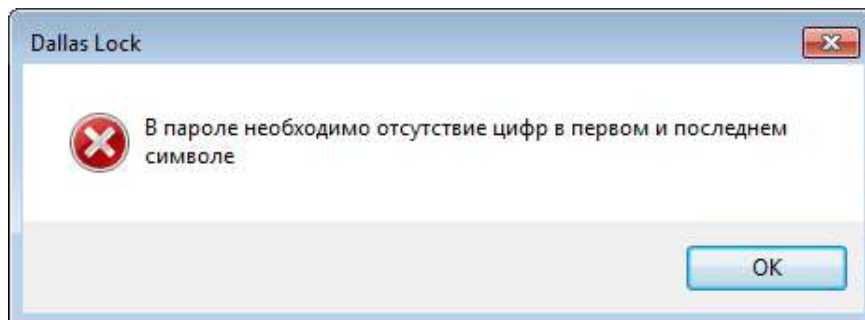 Dallas Lock
В пароле необходимо отсутствие цифр в первом и последнем
символе
OK